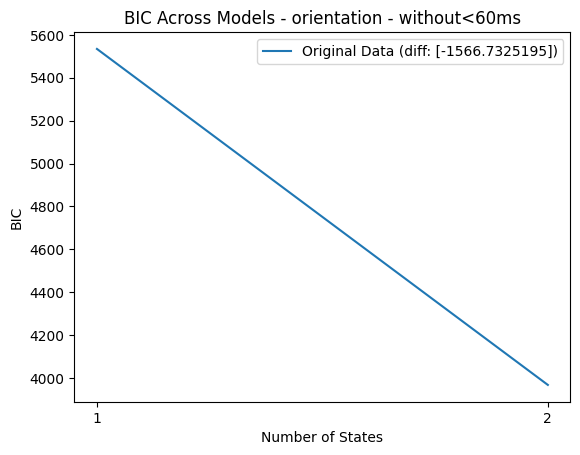 BIC Across Models - orientation - without<60ms
Original Data (diff: [-1566.7325195])
5600
5400
5200
5000
4800
4600
4400
4200
4000
BIC
1
2
Number of States